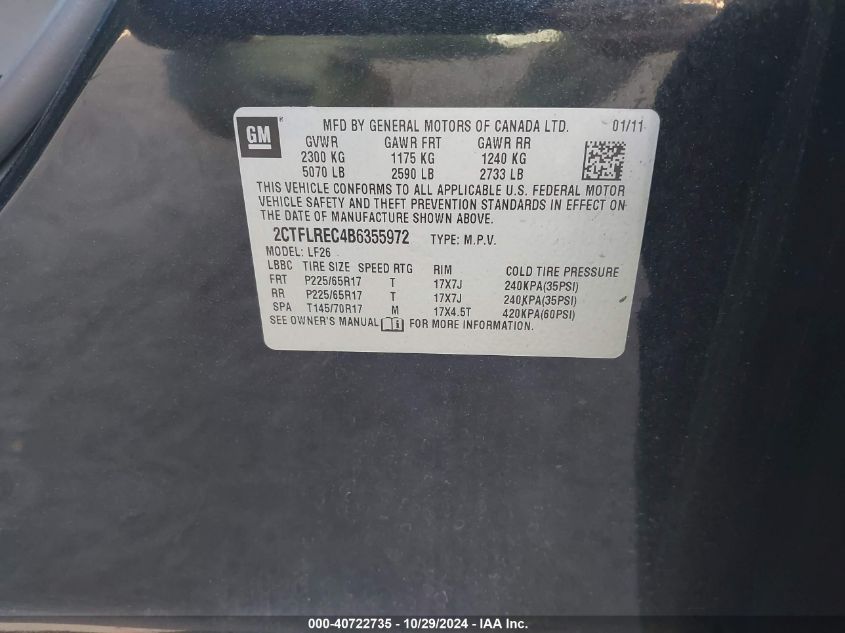 GM
MFD BY GENERAL MOTORS OF CANADA LTD. 01/11
GVWR GAWR FRT GAWR RR
2300 KG 1175 KG 1240 KG
5070 LB 2590 LB 2733 LB
THIS VEHICLE CONFORMS TO ALL APPLICABLE U.S. FEDERAL MOTOR
VEHICLE SAFETY AND THEFT PREVENTION STANDARDS IN EFFECT ON
THE DATE OF MANUFACTURE SHOWN ABOVE.
2CTFLREC4B6355972 TYPE: M.P.V.
MODEL: LF26
LBBC TIRE SIZE SPEED RTG RIM COLD TIRE PRESSURE
FRT P225/65R17 T 17X7J 240KPA(35PSI)
RR P225/65R17 T 17X7J 240KPA(35PSI)
SPA T145/70R17 M 17X4.5T 420KPA(60PSI)
SEE OWNER'S MANUAL FOR MORE INFORMATION.
000-40722735 - 10/29/2024 - IAA Inc.